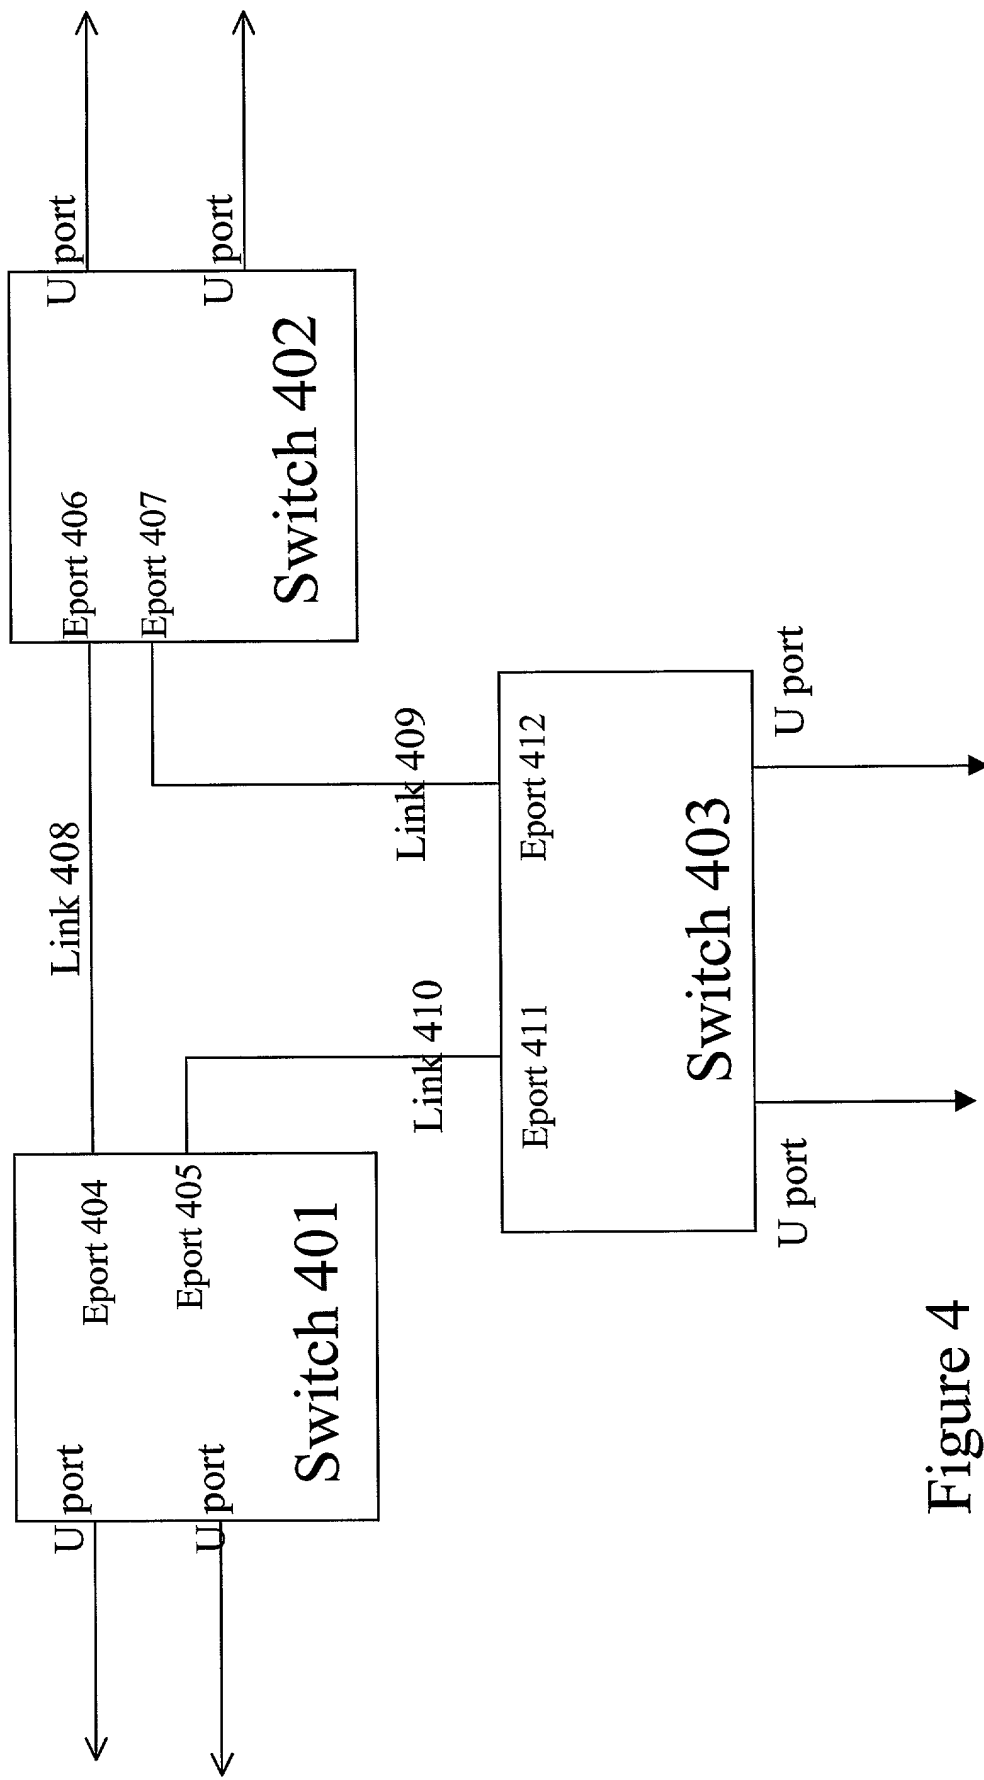 U port
U port
Eport 404
Eport 405
Switch 401
Link 408
Link 410
Link 409
Eport 406
Eport 407
Switch 402
U port
U port
Eport 411
Eport 412
Switch 403
U port
U port
Figure 4